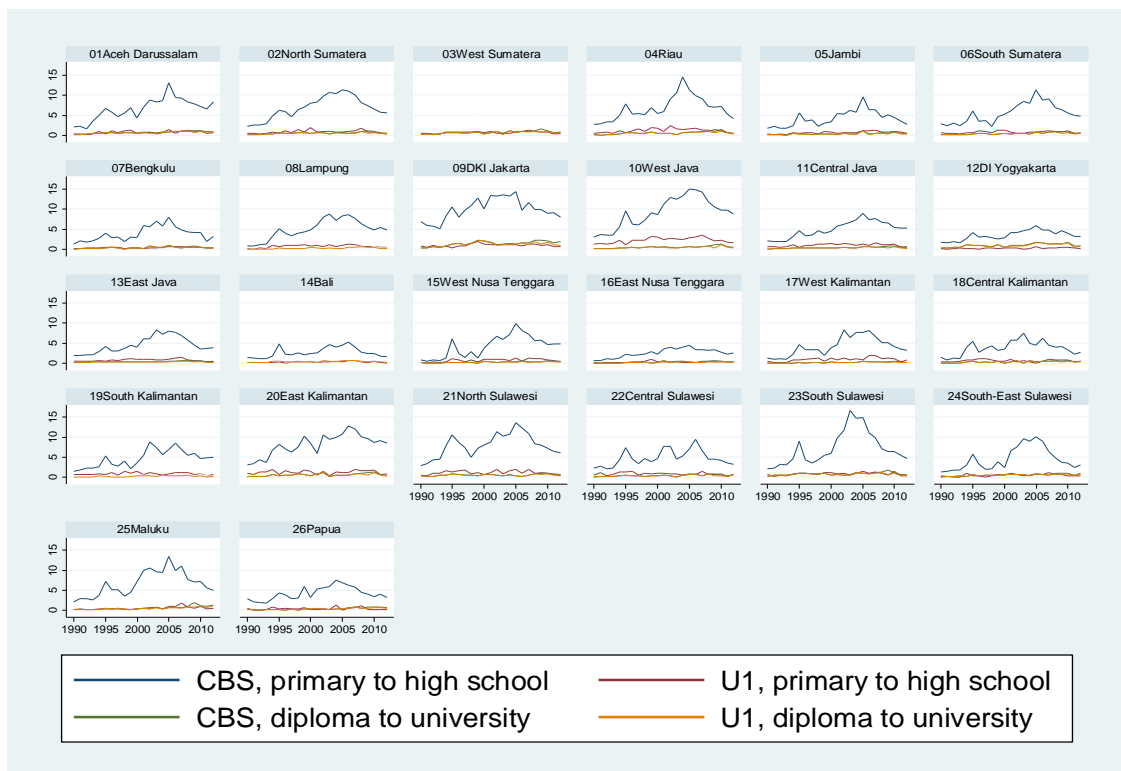 01Aceh Darussalam 02North Sumatera 03West Sumatera 04Riau 05Jambi 06South Sumatera
15
10
5
0
07Bengkulu 08Lampung 09DKI Jakarta 10West Java 11Central Java 12DI Yogyakarta
15
10
5
0
13East Java 14Bali 15West Nusa Tenggara 16East Nusa Tenggara 17West Kalimantan 18Central Kalimantan
15
10
5
0
19South Kalimantan 20East Kalimantan 21North Sulawesi 22Central Sulawesi 23South Sulawesi 24South-East Sulawesi
15
10
5
0
1990 1995 2000 2005 2010 1990 1995 2000 2005 2010 1990 1995 2000 2005 2010 1990 1995 2000 2005 2010
25Maluku 26Papua
15
10
5
0
1990 1995 2000 2005 2010 1990 1995 2000 2005 2010
CBS, primary to high school U1, primary to high school
CBS, diploma to university U1, diploma to university